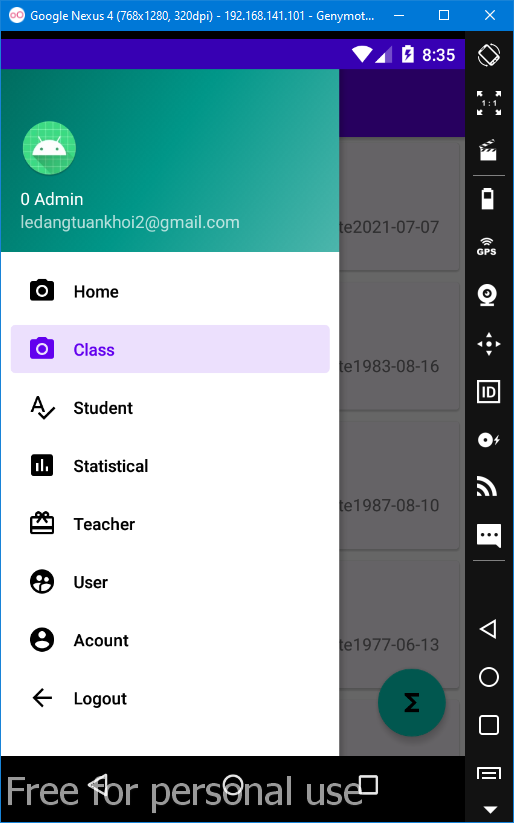 Google Nexus 4 (768x1280, 320dpi) - 192.168.141.101 - Genymot...
8:35
1 : 1
0 Admin
ledangtuankhoi2@gmail.com
te2021-07-07
GPS
Home
Class
te1983-08-16
ID
Student
Statistical
te1987-08-10
Teacher
User
Acount
te1977-06-13
Logout
Σ
Free for personal use